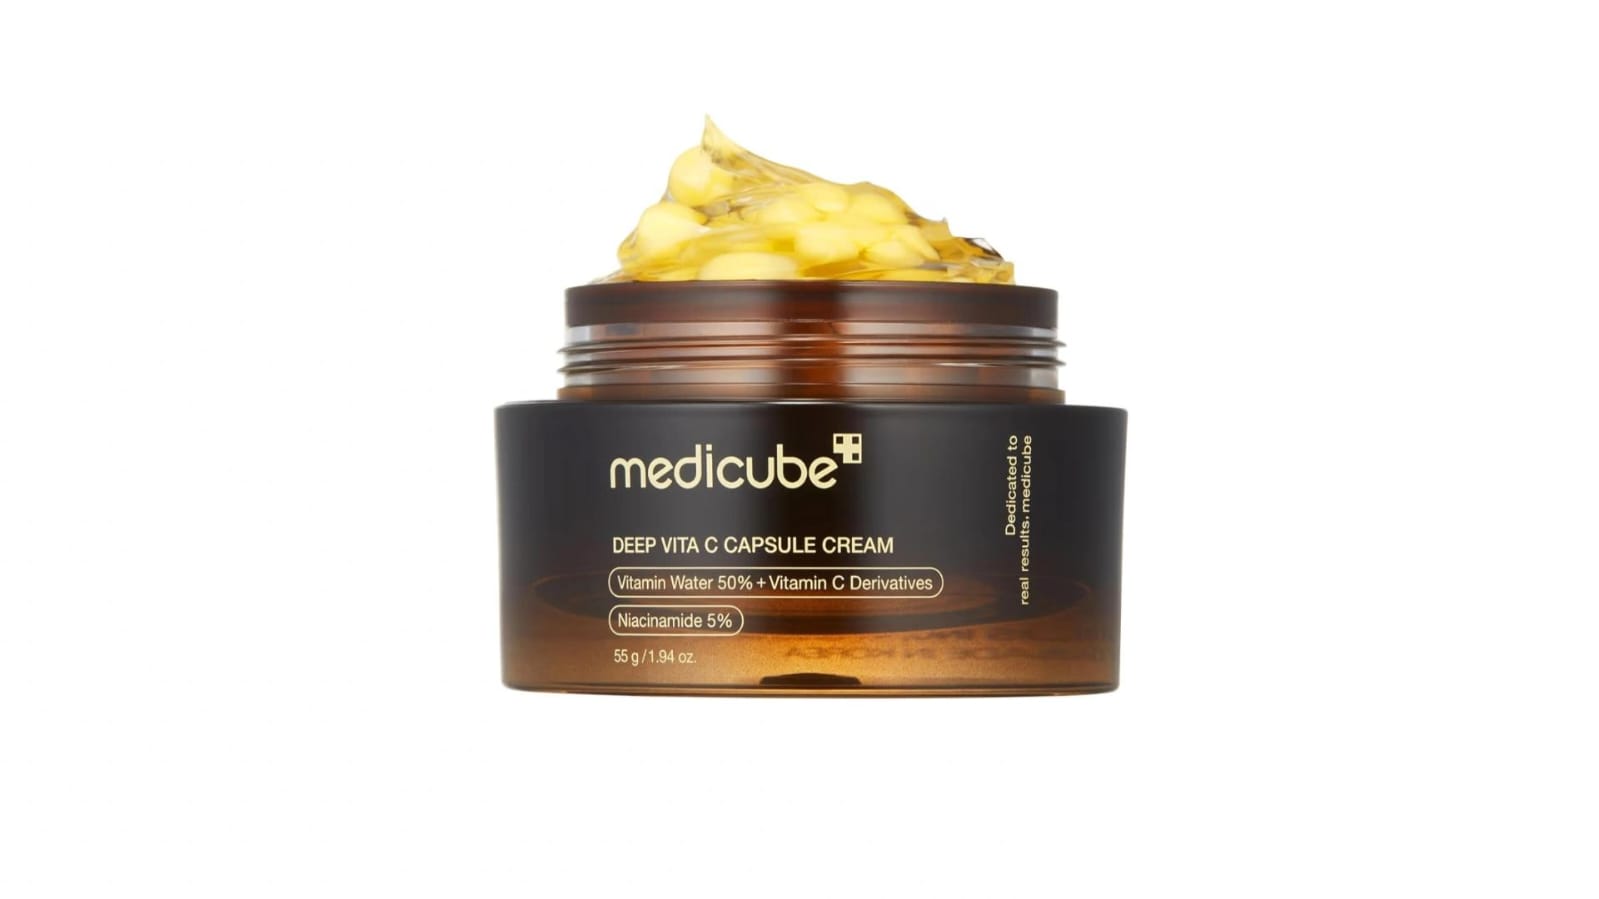 medicube
DEEP VITA C CAPSULE CREAM
Vitamin Water 50% + Vitamin C Derivatives
Niacinamide 5%
55 g / 1.94 oz.
Dedicated to
real results. medicube